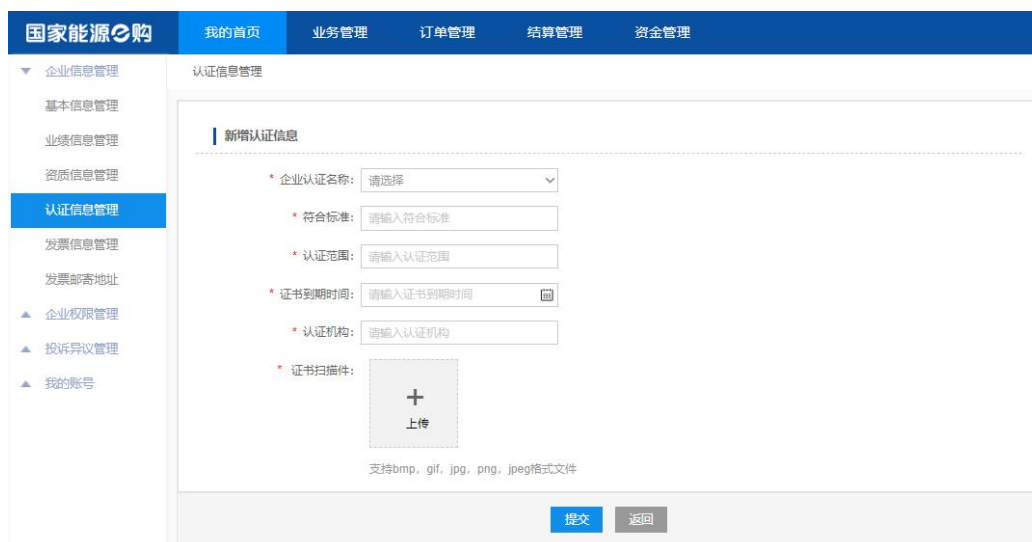 国家能源e购
我的首页 业务管理 订单管理 结算管理 资金管理
企业信息管理
基本信息管理
业绩信息管理
资质信息管理
认证信息管理
发票信息管理
发票邮寄地址
企业权限管理
投诉异议管理
我的账号
认证信息管理
新增认证信息
* 企业认证名称: 请选择
* 符合标准: 请输入符合标准
* 认证范围: 请输入认证范围
* 证书到期时间: 请输入证书到期时间
* 认证机构: 请输入认证机构
* 证书扫描件:
上传
支持bmp, gif, jpg, png, jpeg格式文件
提交 返回